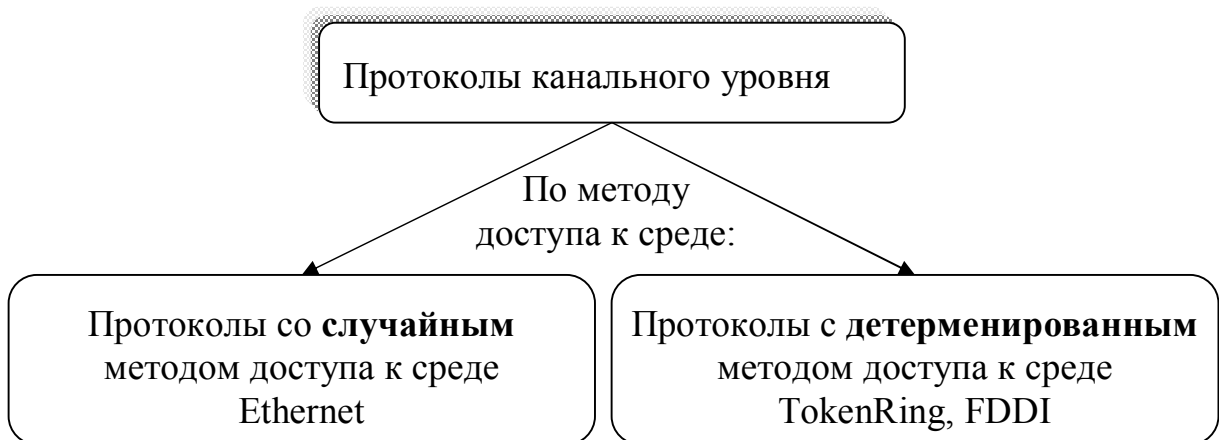 Протоколы канального уровня
По методу
доступа к среде:
Протоколы со случайным
методом доступа к среде
Ethernet
Протоколы с детерменированным
методом доступа к среде
TokenRing, FDDI